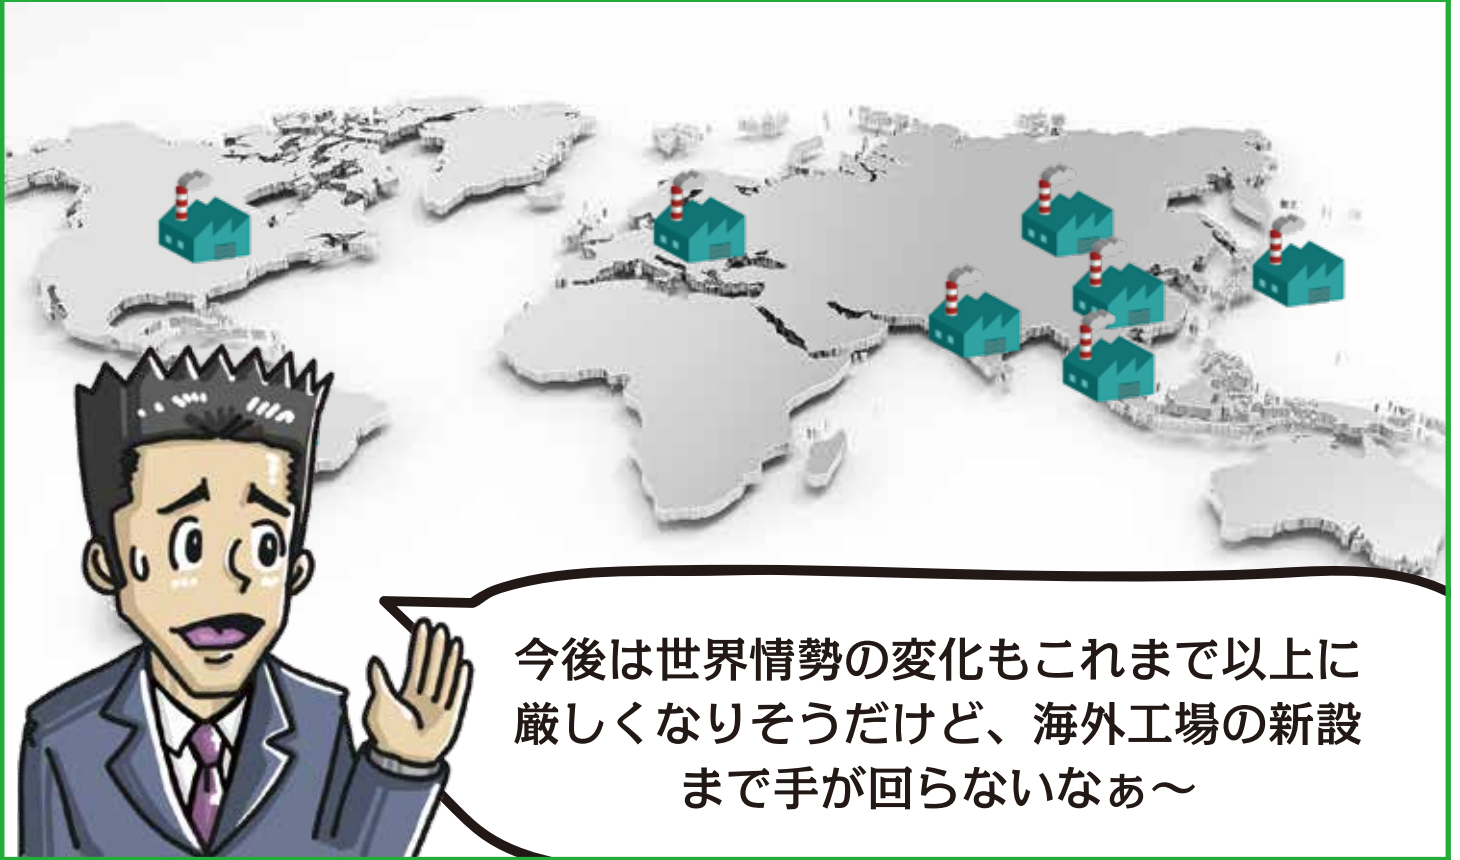 今後は世界情勢の変化もこれまで以上に
厳しくなりそうだけど、海外工場の新設
まで手が回らないなぁ～